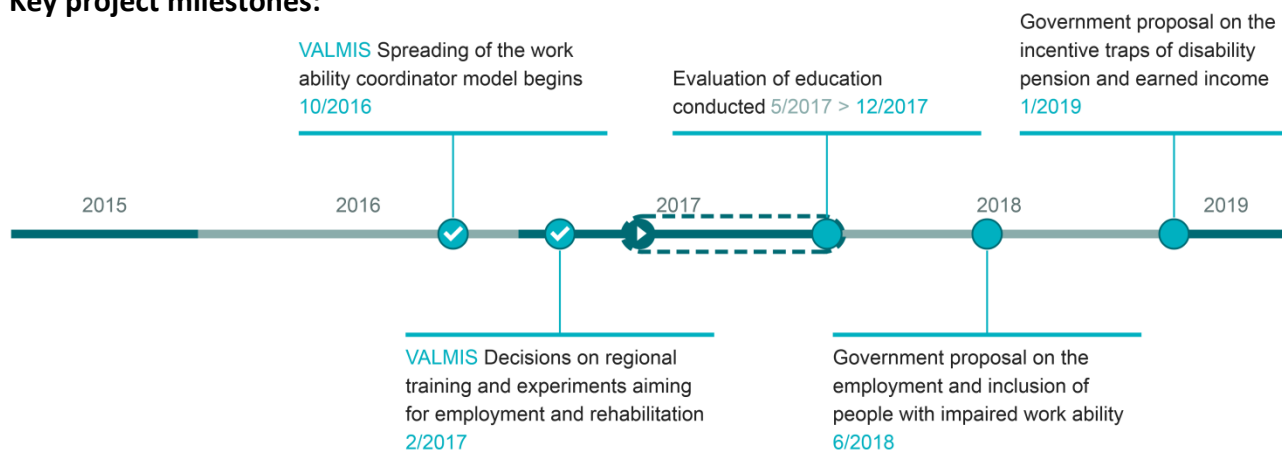 Key project milestones:
Government proposal on the
incentive traps of disability
pension and earned income
1/2019
VALMIS Spreading of the work
ability coordinator model begins
10/2016
Evaluation of education
conducted 5/2017 > 12/2017
2015
2016
2017
2018
2019
VALMIS Decisions on regional
training and experiments aiming
for employment and rehabilitation
2/2017
Government proposal on the
employment and inclusion of
people with impaired work ability
6/2018